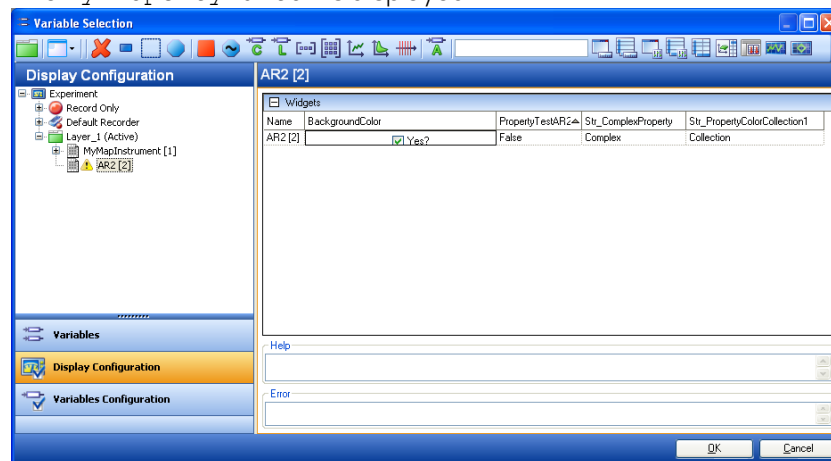 Variable Selection
Display Configuration
AR2 [2]
Experiment
Record Only
Default Recorder
Layer_1 (Active)
MyMapInstrument [1]
AR2 [2]
Widgets
Name BackgroundColor PropertyTestAR2 Str_ComplexProperty Str_PropertyColorCollection1
AR2 [2] Yes? False Complex Collection
Variables
Display Configuration
Variables Configuration
Help
Error
OK Cancel